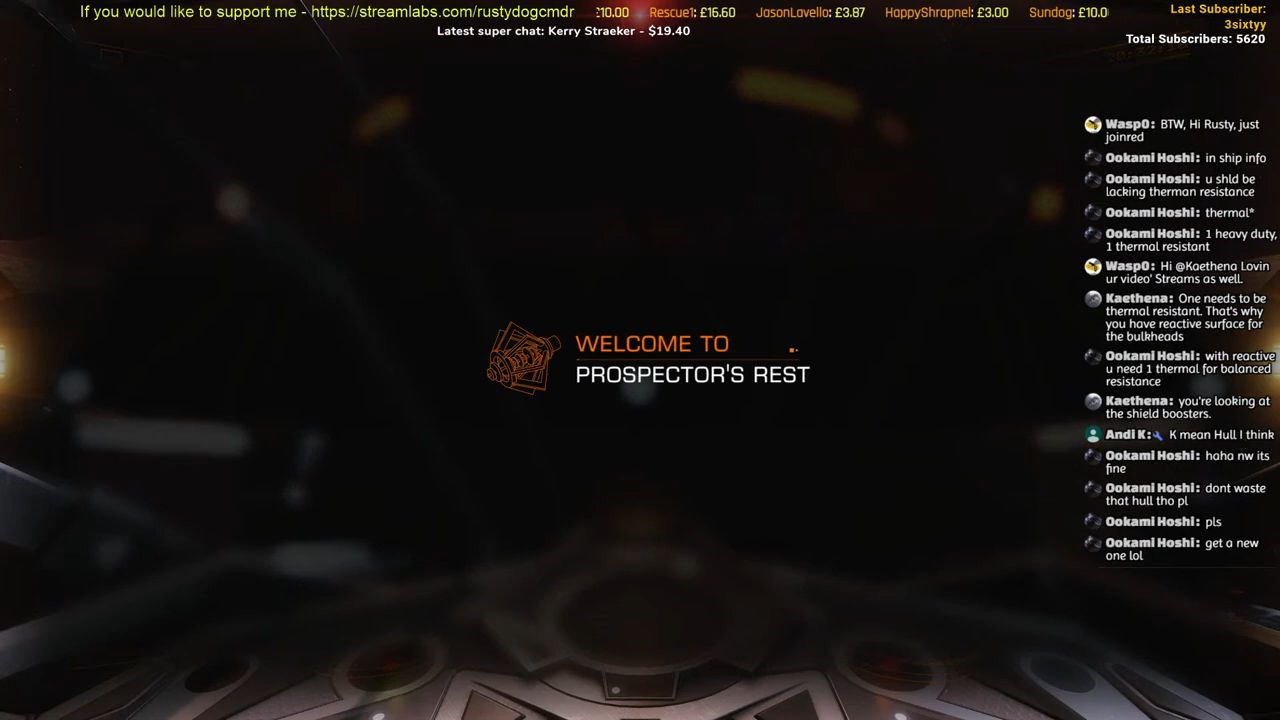 If you would like to support me - https://streamlabs.com/rustydogcmdr
10.00 Rescue1: £16.60 JasonLavello: £3.87 HappyShrapnel: £3.00 Sundog: £10.0
Latest super chat: Kerry Straeker - $19.40
Last Subscriber:
3sixtyy
Total Subscribers: 5620
WELCOME TO
PROSPECTOR'S REST
Wasp0: BTW, Hi Rusty, just
joinred
Ookami Hoshi: in ship info
Ookami Hoshi: u shld be
lacking therman resistance
Ookami Hoshi: thermal*
Ookami Hoshi: 1 heavy duty,
1 thermal resistant
Wasp0: Hi @Kaethena Lovin
ur video' Streams as well.
Kaethena: One needs to be
thermal resistant. That's why
you have reactive surface for
the bulkheads
Ookami Hoshi: with reactive
u need 1 thermal for balanced
resistance
Kaethena: you're looking at
the shield boosters.
Andi K: K mean Hull I think
Ookami Hoshi: haha nw its
fine
Ookami Hoshi: dont waste
that hull tho pl
Ookami Hoshi: pls
Ookami Hoshi: get a new
one lol